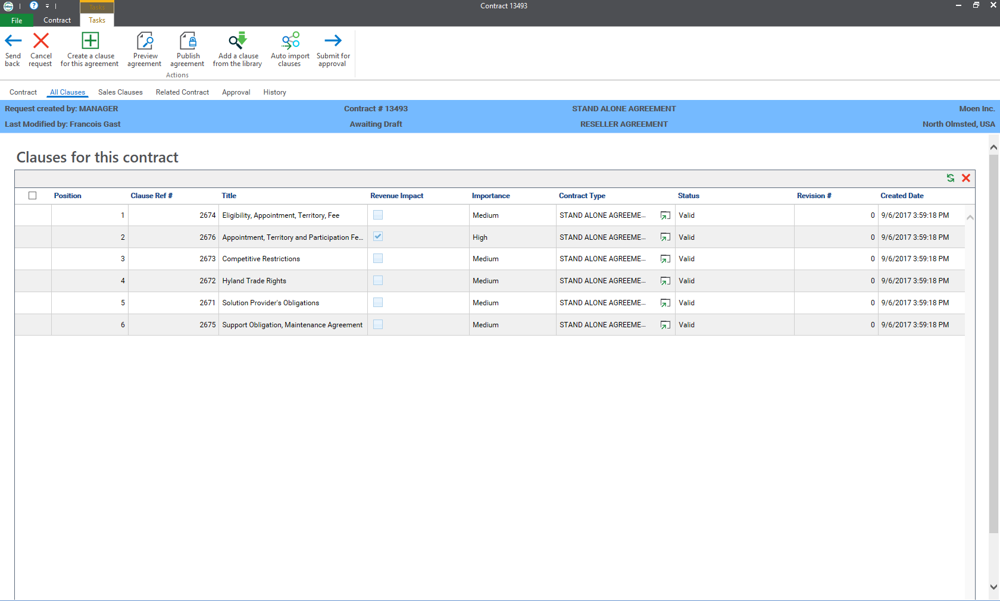 Tasks
Contract 13493
File
Contract
Tasks
Send back
Cancel request
Create a clause for this agreement
Preview agreement
Publish agreement
Add a clause from the library
Auto import clauses
Submit for approval
Actions
Contract All Clauses Sales Clauses Related Contract Approval History
Request created by: MANAGER Contract # 13493 STAND ALONE AGREEMENT Moen Inc.
Last Modified by: Francois Gast Awaiting Draft RESELLER AGREEMENT North Olmsted, USA
Clauses for this contract
Position Clause Ref # Title Revenue Impact Importance Contract Type Status Revision # Created Date
1 2674 Eligibility, Appointment, Territory, Fee Medium STAND ALONE AGREEME... Valid 0 9/6/2017 3:59:18 PM
2 2676 Appointment, Territory and Participation Fe... High STAND ALONE AGREEME... Valid 0 9/6/2017 3:59:18 PM
3 2673 Competitive Restrictions Medium STAND ALONE AGREEME... Valid 0 9/6/2017 3:59:18 PM
4 2672 Hyland Trade Rights Medium STAND ALONE AGREEME... Valid 0 9/6/2017 3:59:18 PM
5 2671 Solution Provider's Obligations Medium STAND ALONE AGREEME... Valid 0 9/6/2017 3:59:18 PM
6 2675 Support Obligation, Maintenance Agreement Medium STAND ALONE AGREEME... Valid 0 9/6/2017 3:59:18 PM